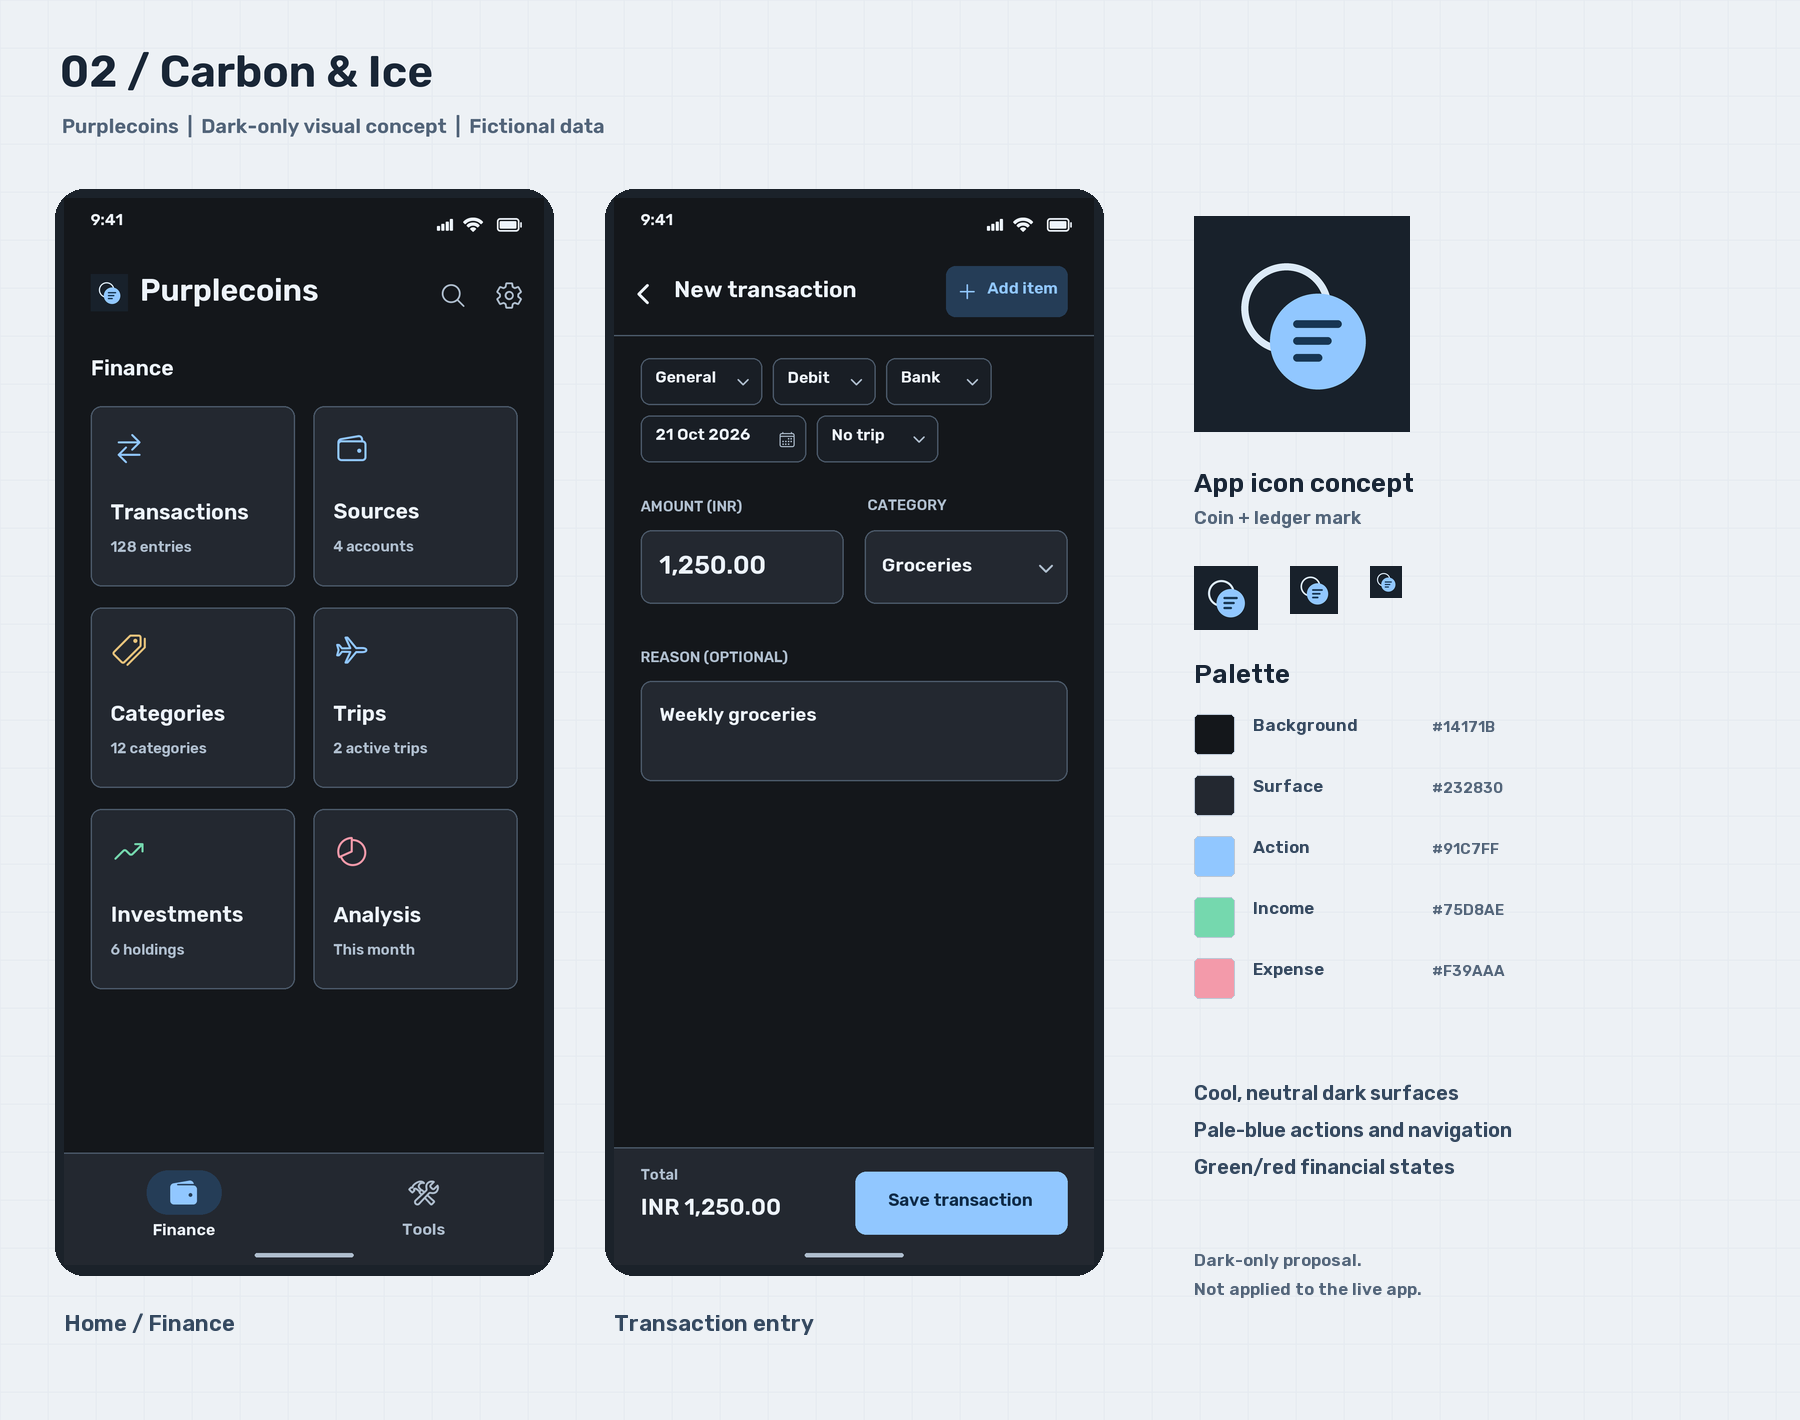 02 / Carbon & Ice
Purplecoins | Dark-only visual concept | Fictional data
9:41
Purplecoins
Finance
Transactions
128 entries
Sources
4 accounts
Categories
12 categories
Trips
2 active trips
Investments
6 holdings
Analysis
This month
Finance
Tools
Home / Finance
9:41
New transaction
+ Add item
General
Debit
Bank
21 Oct 2026
No trip
AMOUNT (INR)
CATEGORY
1,250.00
Groceries
REASON (OPTIONAL)
Weekly groceries
Total
INR 1,250.00
Save transaction
Transaction entry
App icon concept
Coin + ledger mark
Palette
Background #14171B
Surface #232830
Action #91C7FF
Income #75D8AE
Expense #F39AAA
Cool, neutral dark surfaces
Pale-blue actions and navigation
Green/red financial states
Dark-only proposal.
Not applied to the live app.